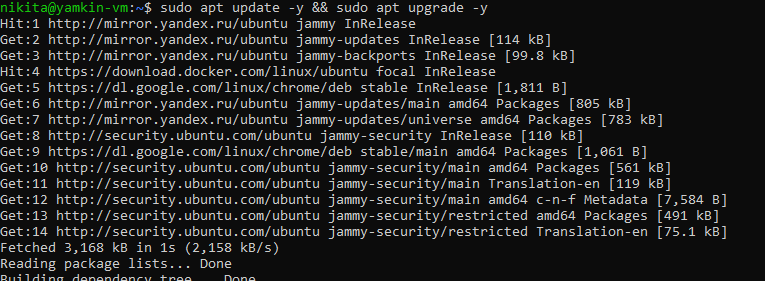 nikita@yamkin-vm:~$ sudo apt update -y && sudo apt upgrade -y
Hit:1 http://mirror.yandex.ru/ubuntu jammy InRelease
Get:2 http://mirror.yandex.ru/ubuntu jammy-updates InRelease [114 kB]
Get:3 http://mirror.yandex.ru/ubuntu jammy-backports InRelease [99.8 kB]
Hit:4 https://download.docker.com/linux/ubuntu focal InRelease
Get:5 https://dl.google.com/linux/chrome/deb stable InRelease [1,811 B]
Get:6 http://mirror.yandex.ru/ubuntu jammy-updates/main amd64 Packages [805 kB]
Get:7 http://mirror.yandex.ru/ubuntu jammy-updates/universe amd64 Packages [783 kB]
Get:8 http://security.ubuntu.com/ubuntu jammy-security InRelease [110 kB]
Get:9 https://dl.google.com/linux/chrome/deb stable/main amd64 Packages [1,061 B]
Get:10 http://security.ubuntu.com/ubuntu jammy-security/main amd64 Packages [561 kB]
Get:11 http://security.ubuntu.com/ubuntu jammy-security/main Translation-en [119 kB]
Get:12 http://security.ubuntu.com/ubuntu jammy-security/main amd64 c-n-f Metadata [7,584 B]
Get:13 http://security.ubuntu.com/ubuntu jammy-security/restricted amd64 Packages [491 kB]
Get:14 http://security.ubuntu.com/ubuntu jammy-security/restricted Translation-en [75.1 kB]
Fetched 3,168 kB in 1s (2,158 kB/s)
Reading package lists... Done
Building dependency tree... Done